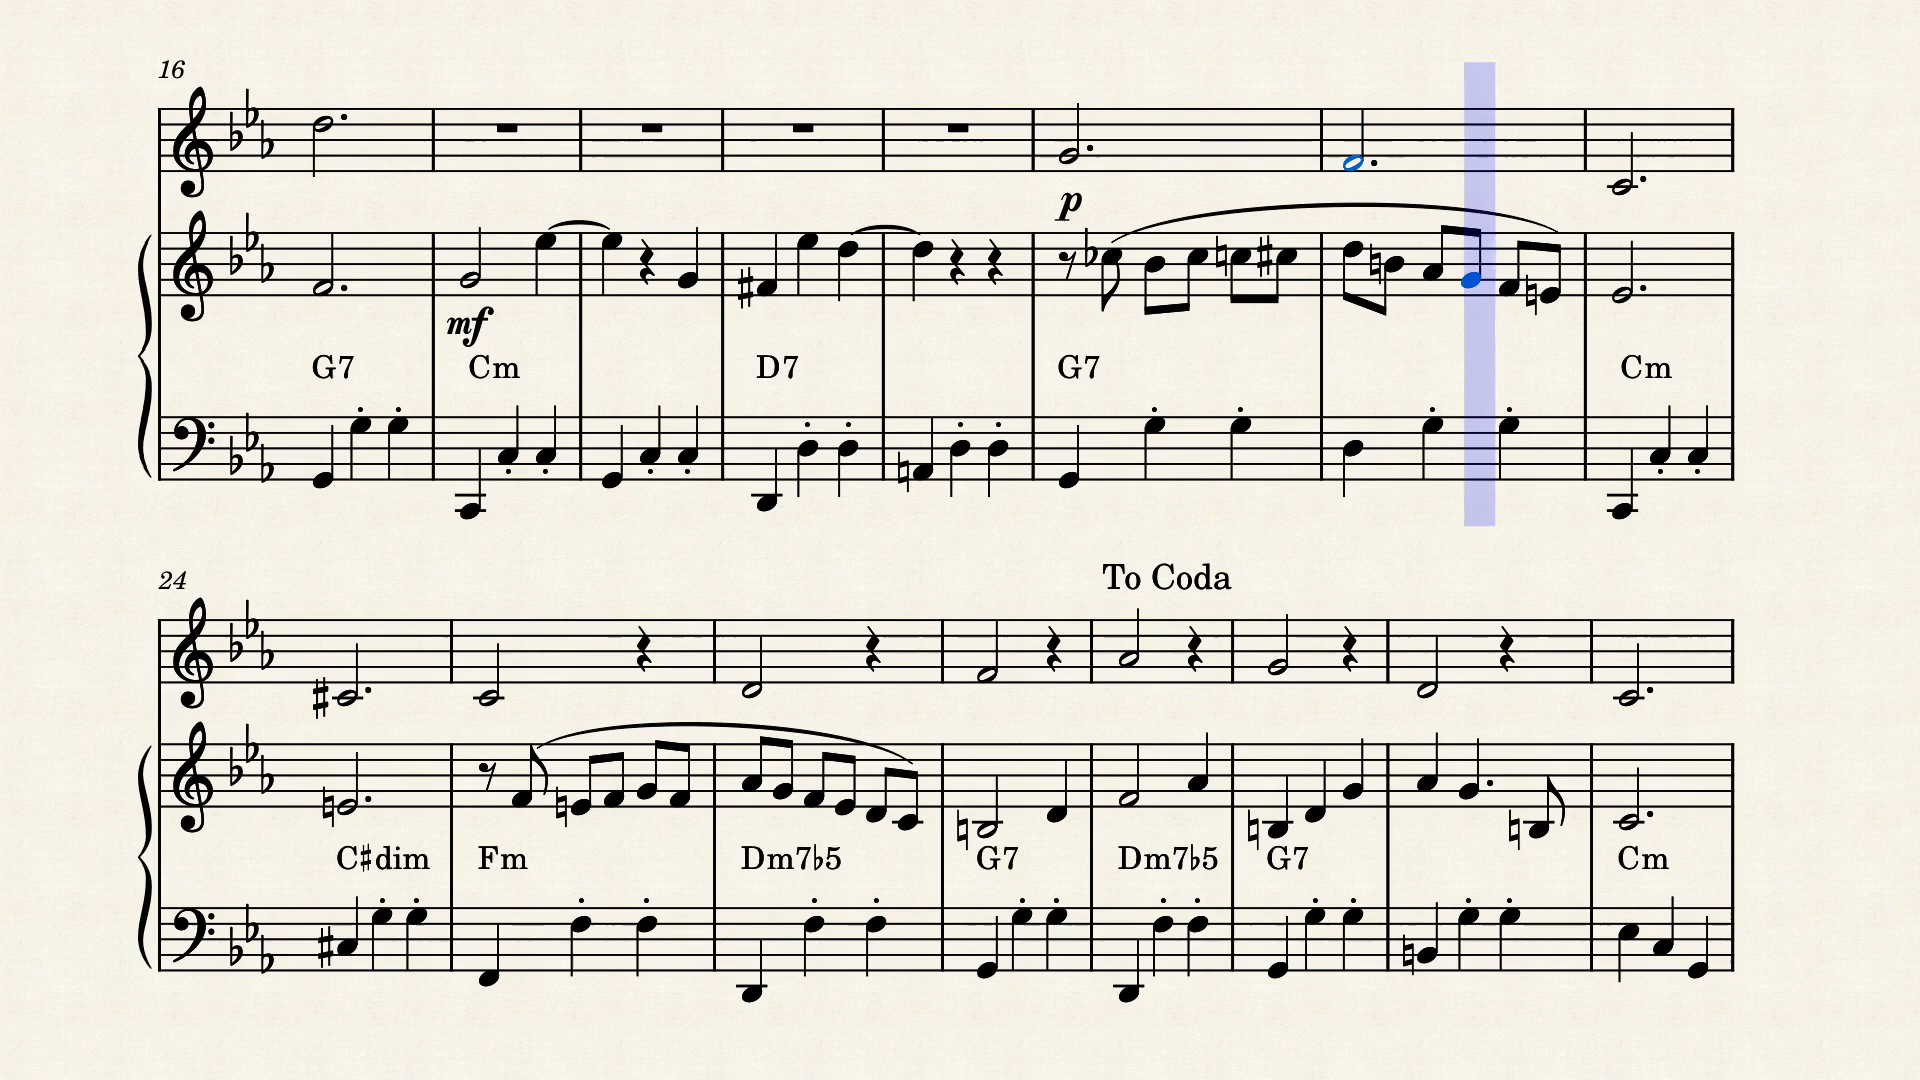 16
p
mf
G7 Cm D7 G7 Cm
24
To Coda
C♯dim Fm Dm7♭5 G7 Dm7♭5 G7 Cm